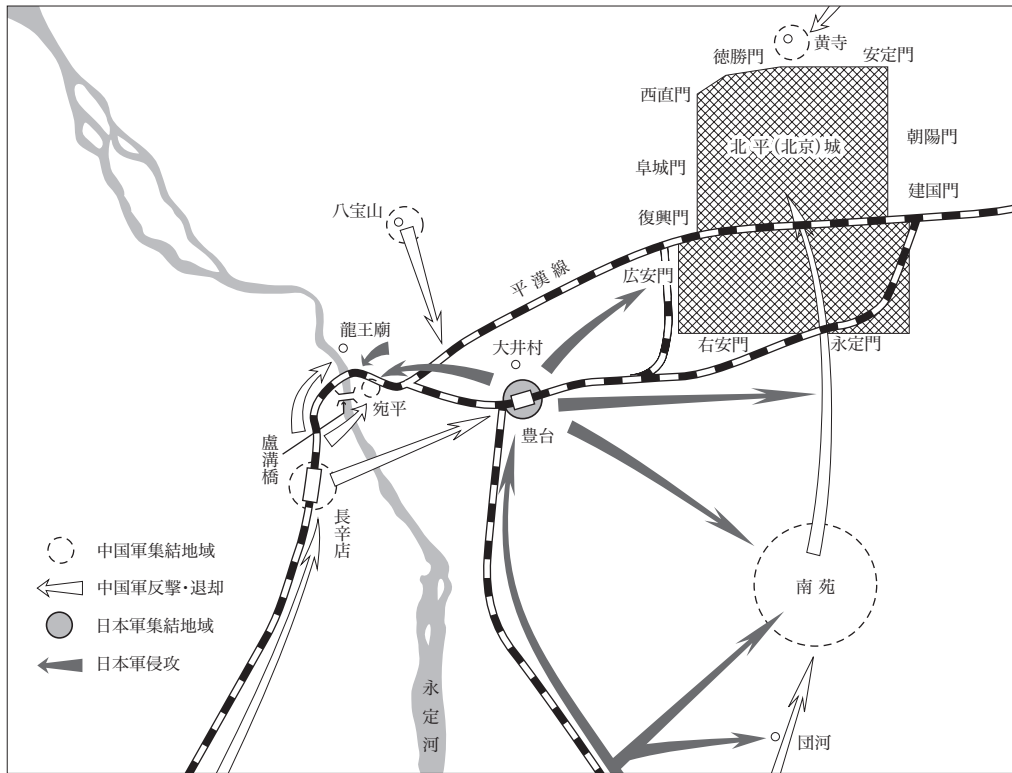 黄寺
徳勝門
安定門
西直門
北平(北京)城
朝陽門
阜城門
建国門
八宝山
復興門
平漢線
広安門
龍王廟
大井村
右安門
永定門
宛平
豊台
盧溝橋
長辛店
中国軍集結地域
中国軍反撃・退却
南苑
日本軍集結地域
日本軍侵攻
永定河
団河